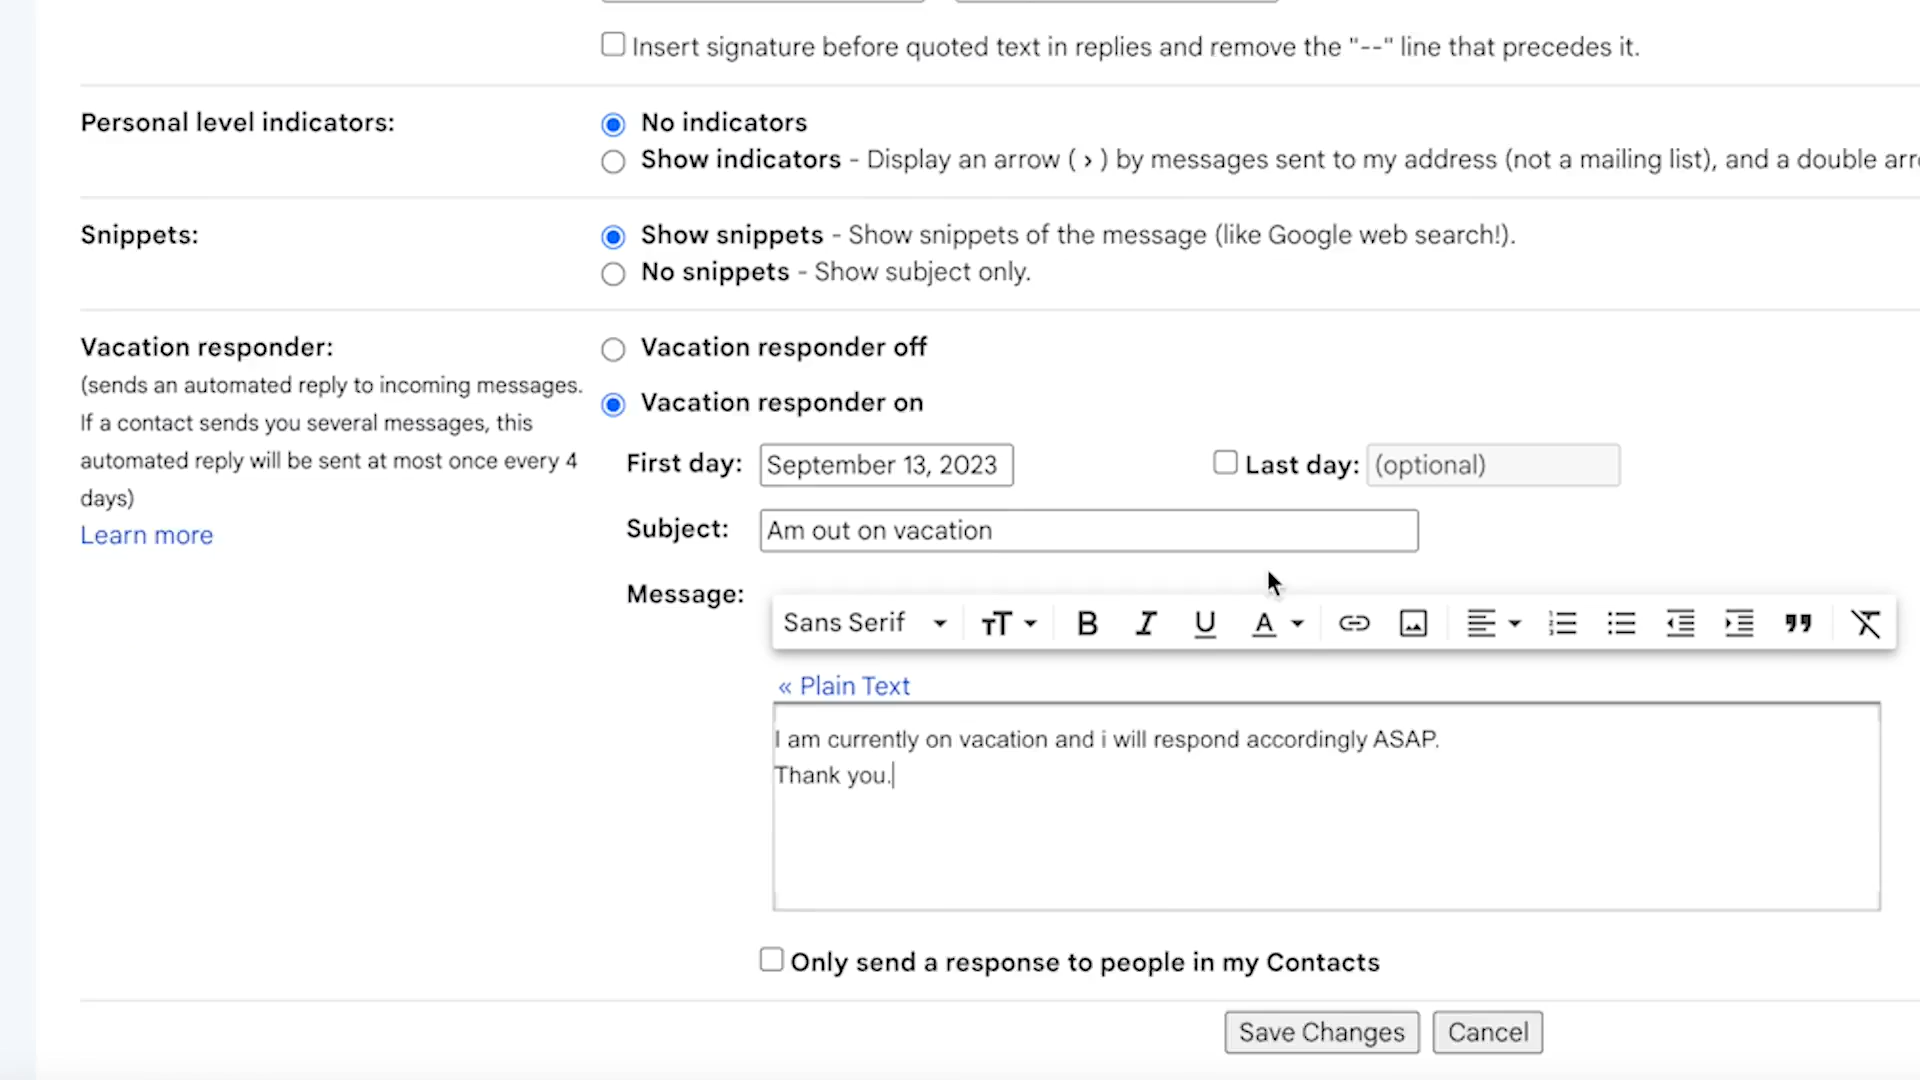 Insert signature before quoted text in replies and remove the "--" line that precedes it.
Personal level indicators:
No indicators
Show indicators - Display an arrow ( › ) by messages sent to my address (not a mailing list), and a double
Snippets:
Show snippets - Show snippets of the message (like Google web search!).
No snippets - Show subject only.
Vacation responder:
(sends an automated reply to incoming messages.
If a contact sends you several messages, this
automated reply will be sent at most once every 4
days)
Learn more
Vacation responder off
Vacation responder on
First day: September 13, 2023 Last day: (optional)
Subject: Am out on vacation
Message:
Sans Serif
« Plain Text
I am currently on vacation and i will respond accordingly ASAP.
Thank you.
Only send a response to people in my Contacts
Save Changes Cancel